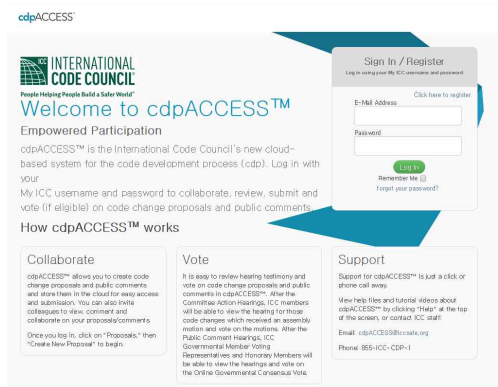 cdpACCESS™
ICC INTERNATIONAL
CODE COUNCIL®
People Helping People Build a Safer World™
Welcome to cdpACCESS™
Empowered Participation
cdpACCESS™ is the International Code Council's new cloud-
based system for the code development process (cdp). Log in with
your
My ICC username and password to collaborate, review, submit and
vote (if eligible) on code change proposals and public comments
Sign In / Register
Log in using your My ICC username and password
Click here to register
E-Mail Address
Password
Log In
Remember Me
Forgot your password?
How cdpACCESS™ works
Collaborate
cdpACCESS™ allows you to create code
change proposals and public comments
and store them in the cloud for easy access
and submission. You can also invite
colleagues to view, comment and
collaborate on your proposals/comments
Once you log in, click on "Proposals," then
"Create New Proposal" to begin.
Vote
It is easy to review hearing testimony and
vote on code change proposals and public
comments in cdpACCESS™. After the
Committee Action Hearings, ICC members
will be able to view the hearing for those
code changes which received an assembly
motion and vote on the motions. After the
Public Comment Hearings, ICC
Governmental Member Voting
Representatives and Honorary Members will
be able to view the hearings and vote on
the Online Governmental Consensus Vote.
Support
Support for cdpACCESS™ is just a click or
phone call away.
View help files and tutorial videos about
cdpACCESS™ by clicking "Help" at the top
of the screen, or contact ICC staff:
Email: cdpACCESS@iccsafe.org
Phone: 855-ICC-CDP-1